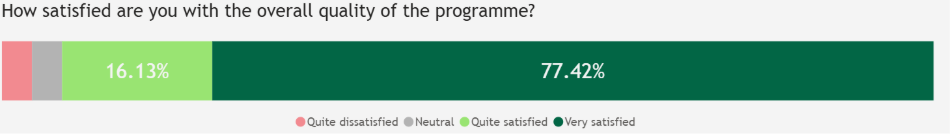 How satisfied are you with the overall quality of the programme?
16.13% 77.42%
Quite dissatisfied Neutral Quite satisfied Very satisfied